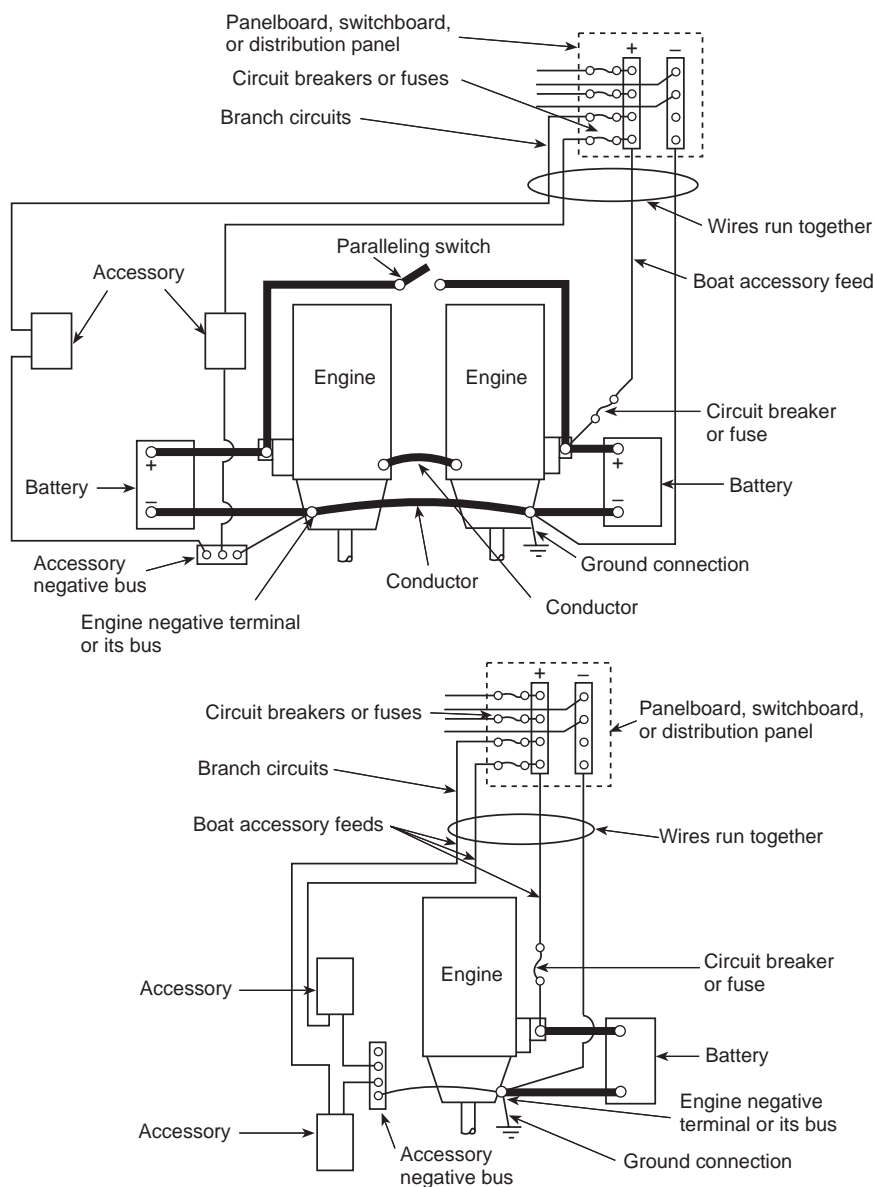 Panelboard, switchboard,
or distribution panel
+ −
Circuit breakers or fuses
Branch circuits
Wires run together
Paralleling switch
Accessory
Boat accessory feed
Engine
Engine
Circuit breaker
or fuse
+
+
Battery
Battery
−
−
Accessory
negative bus
Ground connection
Conductor
Conductor
Engine negative terminal
or its bus
+ −
Circuit breakers or fuses
Panelboard, switchboard,
or distribution panel
Branch circuits
Boat accessory feeds
Wires run together
Engine
Circuit breaker
or fuse
Accessory
Battery
Engine negative
terminal or its bus
Accessory
Accessory
negative bus
Ground connection